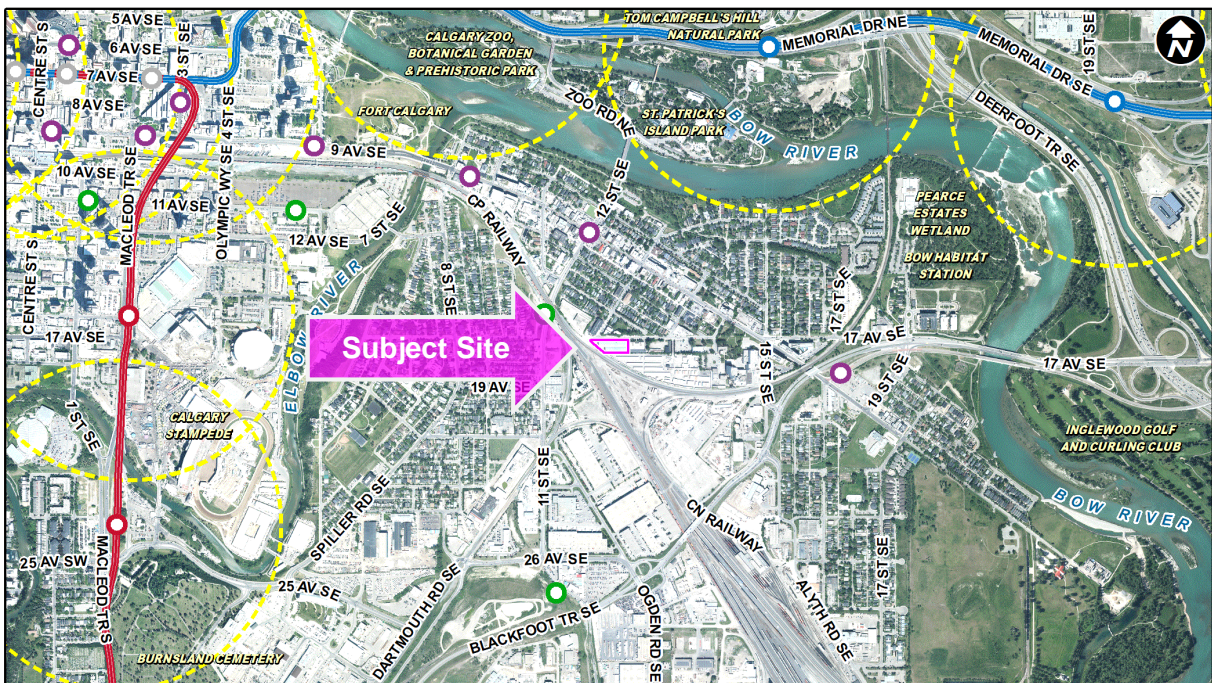 5 AV SE
6 AV SE
7 AV SE
8 AV SE
CENTRE ST S
3 ST SE
MACLEOD TR SE
10 AV SE
11 AV SE
OLYMPIC WY SE 4 ST SE
12 AV SE
9 AV SE
7 ST SE
CP RAILWAY
FORT CALGARY
CALGARY ZOO,
BOTANICAL GARDEN
& PREHISTORIC PARK
TOM CAMPBELL'S HILL
NATURAL PARK
MEMORIAL DR NE
MEMORIAL DR SE
19 ST SE
N
DEERFOOT TR SE
ZOO RD NE
ST. PATRICK'S
ISLAND PARK
BOW RIVER
12 ST SE
PEARCE
ESTATES
WETLAND
BOW HABITAT
STATION
CENTRE ST S
8 ST SE
ELBOW RIVER
Subject Site
17 AV SE
17 ST SE
17 AV SE
17 AV SE
15 ST SE
19 ST SE
19 AV SE
1 ST SE
CALGARY
STAMPEDE
INGLEWOOD GOLF
AND CURLING CLUB
BOW RIVER
11 ST SE
SPILLER RD SE
CN RAILWAY
25 AV SW
MACLEOD TR S
25 AV SE
26 AV SE
DARTMOUTH RD SE
BLACKFOOT TR SE
OGDEN RD SE
ALYTH RD SE
17 ST SE
BURNSLAND CEMETERY